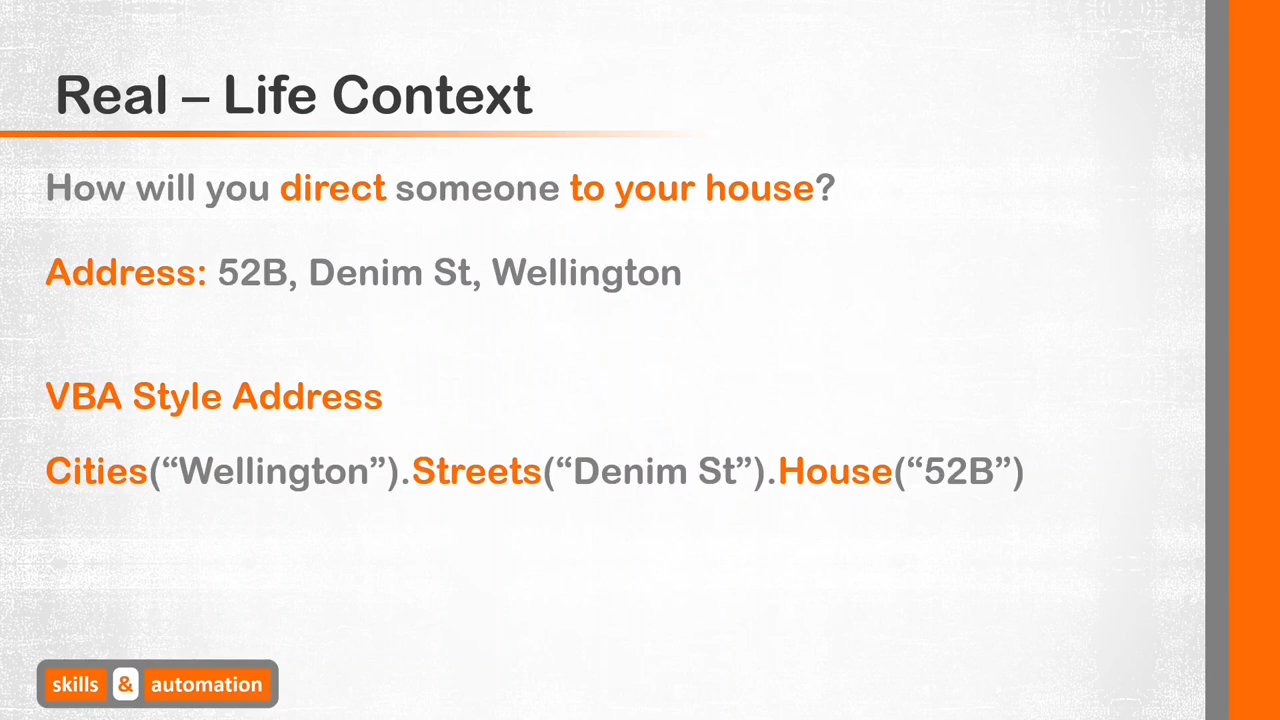 Real – Life Context
How will you direct someone to your house?
Address: 52B, Denim St, Wellington
VBA Style Address
Cities(“Wellington”).Streets(“Denim St”).House(“52B”)
skills & automation